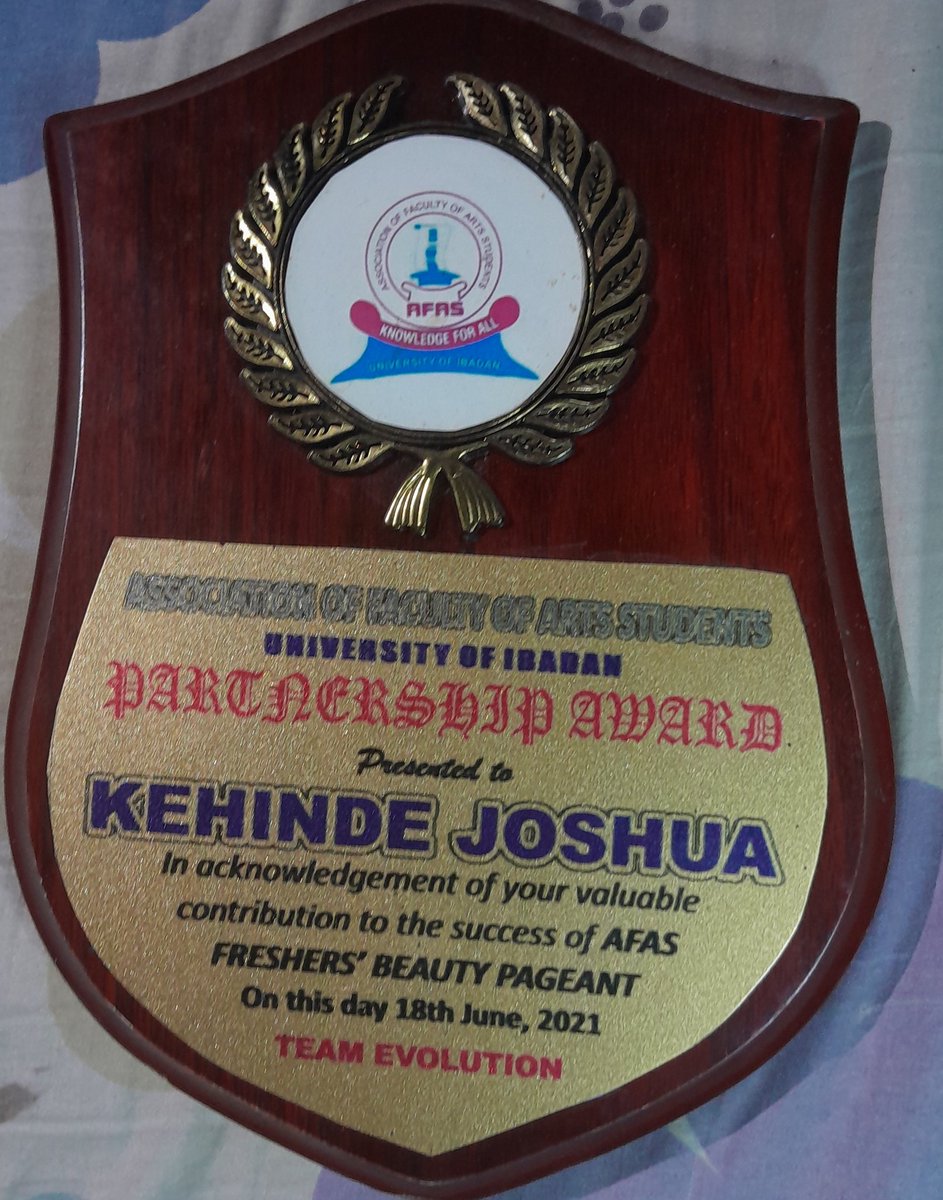 ASSOCIATION OF FACULTY OF ARTS STUDENTS
AFAS
KNOWLEDGE FOR ALL
UNIVERSITY OF IBADAN
ASSOCIATION OF FACULTY OF ARTS STUDENTS
UNIVERSITY OF IBADAN
PARTNERSHIP AWARD
Presented to
KEHINDE JOSHUA
In acknowledgement of your valuable
contribution to the success of AFAS
FRESHERS' BEAUTY PAGEANT
On this day 18th June, 2021
TEAM EVOLUTION